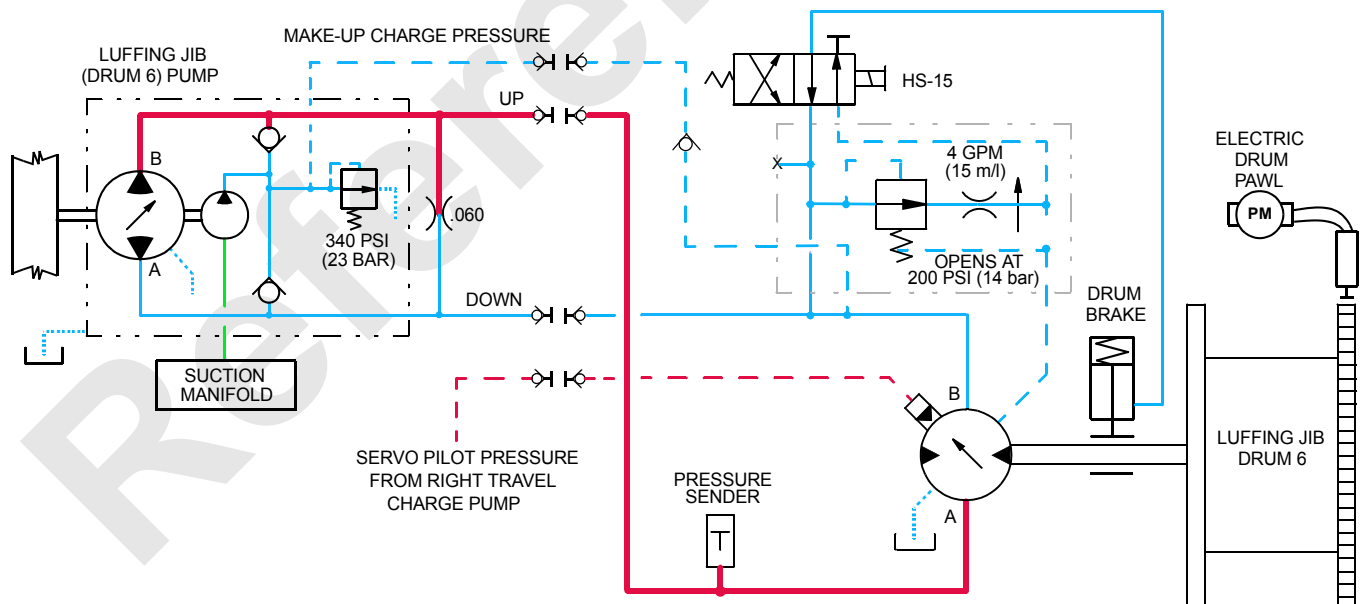 MAKE-UP CHARGE PRESSURE
LUFFING JIB
(DRUM 6) PUMP
UP
HS-15
B
A
340 PSI
(23 BAR)
.060
X
4 GPM
(15 m/l)
OPENS AT
200 PSI (14 bar)
ELECTRIC
DRUM
PAWL
PM
DOWN
DRUM
BRAKE
SUCTION
MANIFOLD
B
A
SERVO PILOT PRESSURE
FROM RIGHT TRAVEL
CHARGE PUMP
PRESSURE
SENDER
LUFFING JIB
DRUM 6
Refere